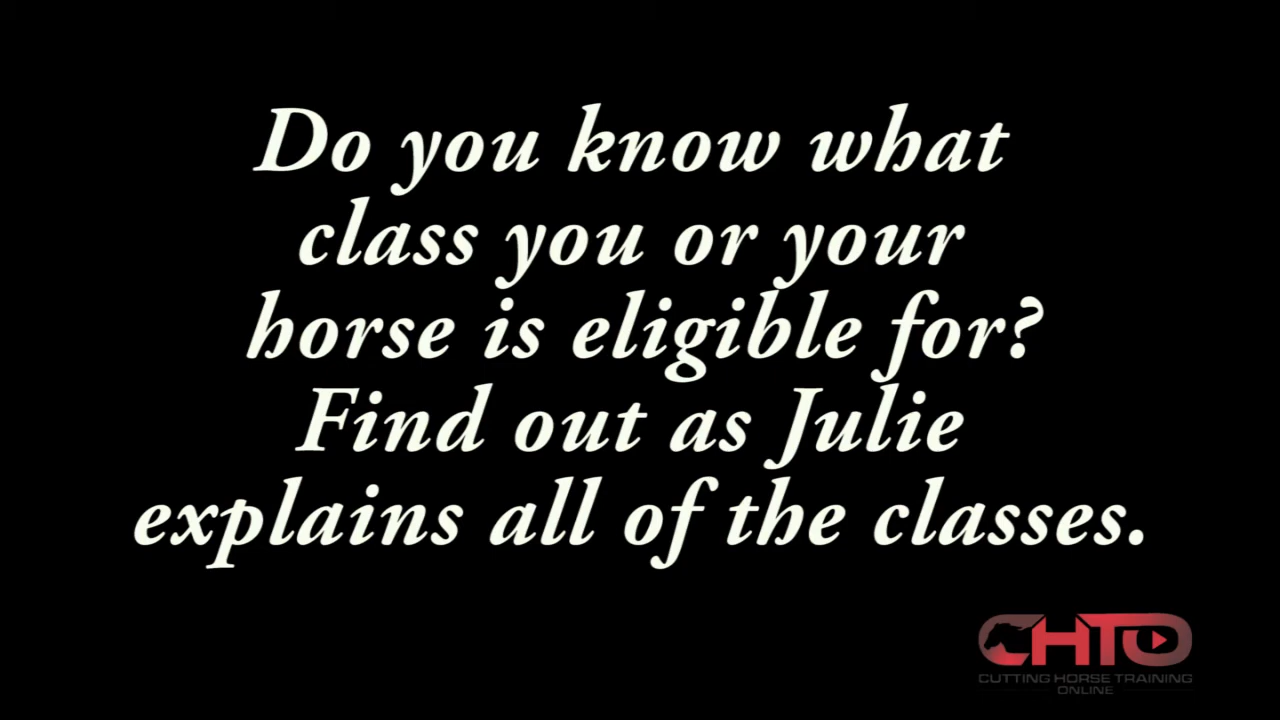 Do you know what
class you or your
horse is eligible for?
Find out as Julie
explains all of the classes.
CHTO
CUTTING HORSE TRAINING
ONLINE